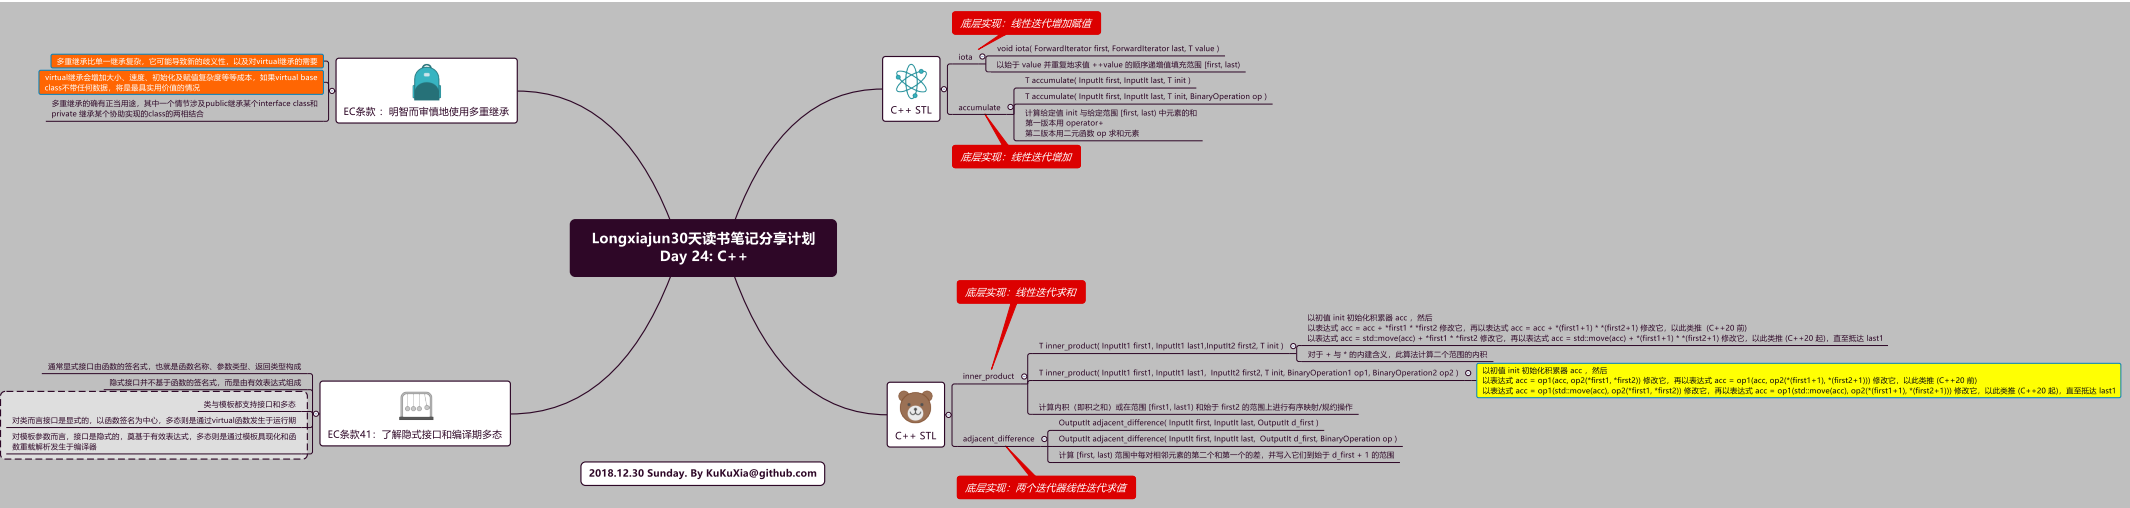 Longxiajun30天读书笔记分享计划
Day 24: C++
多重继承比单一继承复杂，它可能导致新的歧义性，以及对virtual继承的需要
virtual继承会增加大小、速度、初始化及赋值复杂度等等成本，如果virtual base
class不带任何数据，将是最具实用价值的情况
多重继承的确有正当用途，其中一个情节涉及public继承某个interface class和
private 继承某个协助实现的class的两相结合
EC条款 ：明智而审慎地使用多重继承
通常显式接口由函数的签名式，也就是函数名称、参数类型、返回类型构成
隐式接口并不基于函数的签名式，而是由有效表达式组成
类与模板都支持接口和多态
对类而言接口是显式的，以函数签名为中心，多态则是通过virtual函数发生于运行期
对模板参数而言，接口是隐式的，奠基于有效表达式，多态则是通过模板具现化和函
数重载解析发生于编译器
EC条款41：了解隐式接口和编译期多态
2018.12.30 Sunday. By KuKuXia@github.com
C++ STL
底层实现：线性迭代增加赋值
iota
void iota( ForwardIterator first, ForwardIterator last, T value )
以始于 value 并重复地求值 ++value 的顺序递增值填充范围 [first, last)
accumulate
T accumulate( InputIt first, InputIt last, T init )
T accumulate( InputIt first, InputIt last, T init, BinaryOperation op )
计算给定值 init 与给定范围 [first, last) 中元素的和
第一版本用 operator+
第二版本用二元函数 op 求和元素
底层实现：线性迭代增加
C++ STL
底层实现：线性迭代求和
inner_product
T inner_product( InputIt1 first1, InputIt1 last1,InputIt2 first2, T init )
以初值 init 初始化积累器 acc ，然后
以表达式 acc = acc + *first1 * *first2 修改它，再以表达式 acc = acc + *(first1+1) * *(first2+1) 修改它，以此类推  (C++20 前)
以表达式 acc = std::move(acc) + *first1 * *first2 修改它，再以表达式 acc = std::move(acc) + *(first1+1) * *(first2+1) 修改它，以此类推 (C++20 起)，直至抵达 last1
对于 + 与 * 的内建含义，此算法计算二个范围的内积
T inner_product( InputIt1 first1, InputIt1 last1,  InputIt2 first2, T init, BinaryOperation1 op1, BinaryOperation2 op2 )
以初值 init 初始化积累器 acc ，然后
以表达式 acc = op1(acc, op2(*first1, *first2)) 修改它，再以表达式 acc = op1(acc, op2(*(first1+1), *(first2+1))) 修改它，以此类推 (C++20 前)
以表达式 acc = op1(std::move(acc), op2(*first1, *first2)) 修改它，再以表达式 acc = op1(std::move(acc), op2(*(first1+1), *(first2+1))) 修改它，以此类推 (C++20 起)，直至抵达 last1
计算内积（即积之和）或在范围 [first1, last1) 和始于 first2 的范围上进行有序映射/规约操作
adjacent_difference
OutputIt adjacent_difference( InputIt first, InputIt last, OutputIt d_first )
OutputIt adjacent_difference( InputIt first, InputIt last,  OutputIt d_first, BinaryOperation op )
计算 [first, last) 范围中每对相邻元素的第二个和第一个的差，并写入它们到始于 d_first + 1 的范围
底层实现：两个迭代器线性迭代求值